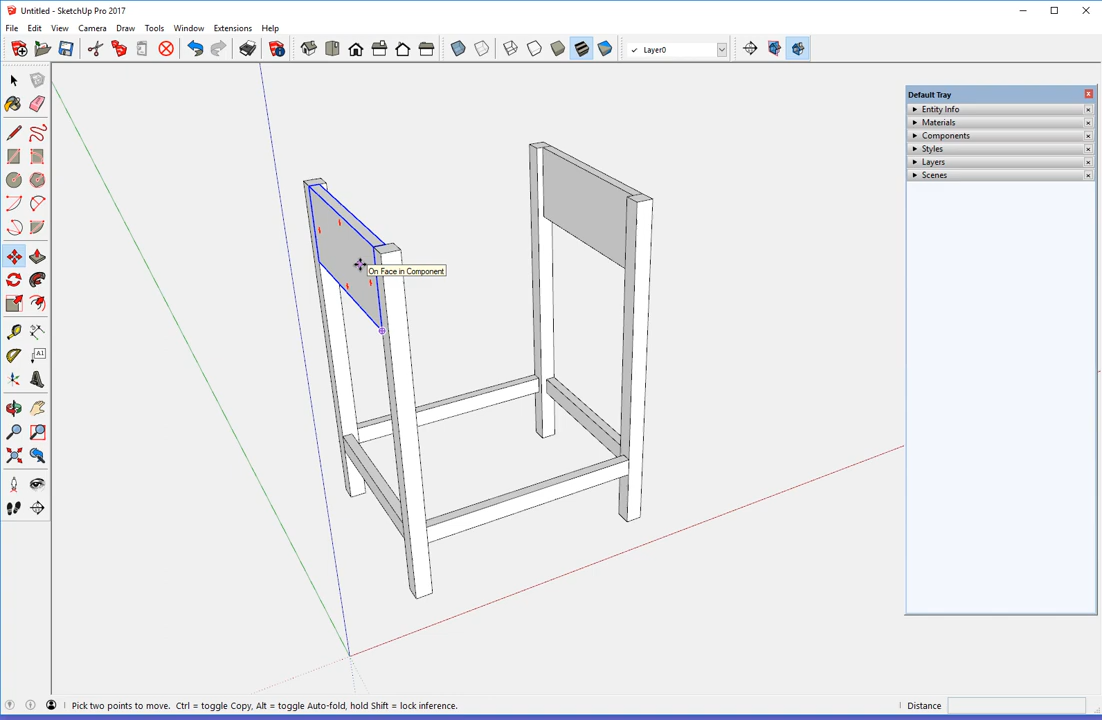 Untitled - SketchUp Pro 2017
File Edit View Camera Draw Tools Window Extensions Help
✓ Layer0
Default Tray
Entity Info
Materials
Components
Styles
Layers
Scenes
On Face in Component
A1
Pick two points to move. Ctrl = toggle Copy, Alt = toggle Auto-fold, hold Shift = lock inference.
Distance